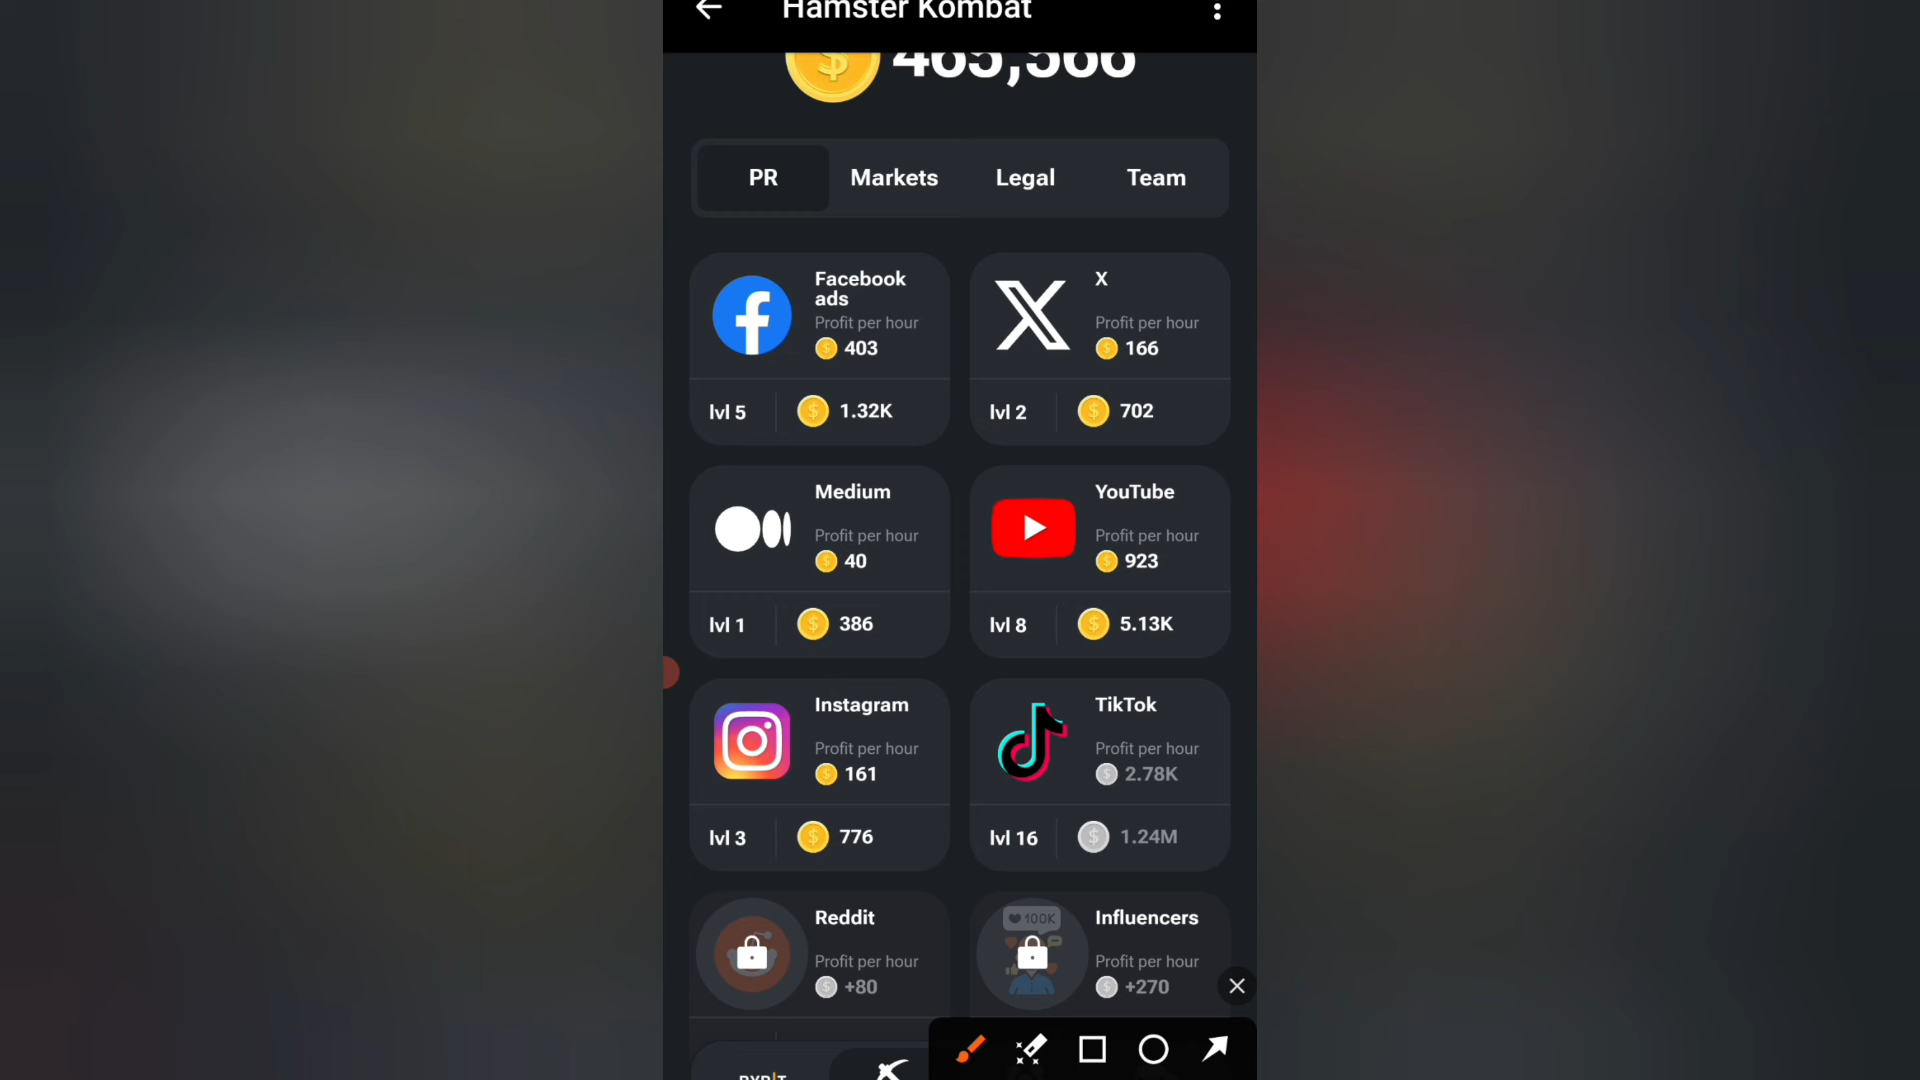 Hamster Kombat
465,566
PR Markets Legal Team
Facebook ads
Profit per hour
403
lvl 5 1.32K
X
Profit per hour
166
lvl 2 702
Medium
Profit per hour
40
lvl 1 386
YouTube
Profit per hour
923
lvl 8 5.13K
Instagram
Profit per hour
161
lvl 3 776
TikTok
Profit per hour
2.78K
lvl 16 1.24M
Reddit
Profit per hour
+80
100K
Influencers
Profit per hour
+270